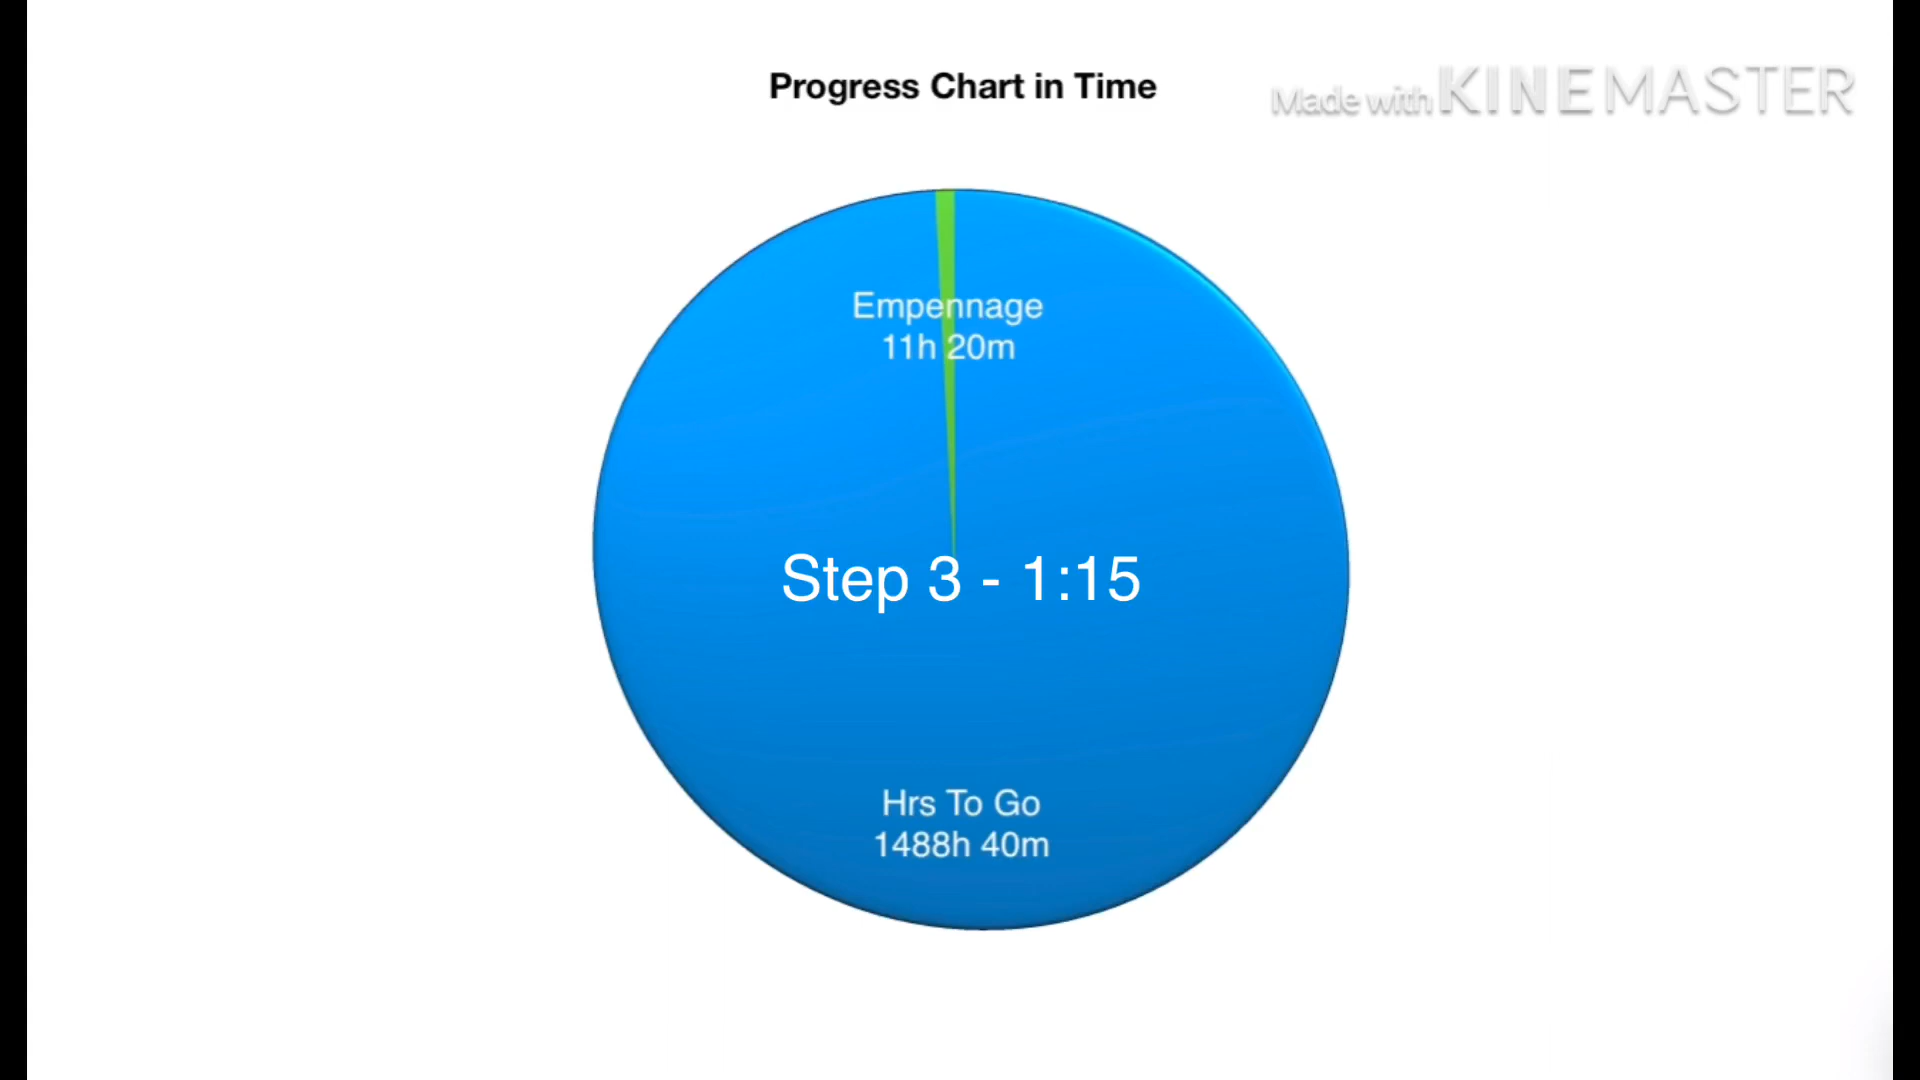 Progress Chart in Time
Made with KINEMASTER
Empennage
11h 20m
Step 3 - 1:15
Hrs To Go
1488h 40m